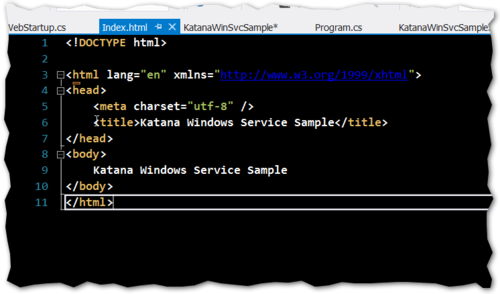 VebStartup.cs Index.html KatanaWinSvcSample* Program.cs KatanaWinSvcSample
1 <!DOCTYPE html>
2
3 <html lang="en" xmlns="http://www.w3.org/1999/xhtml">
4 <head>
5 <meta charset="utf-8" />
6 <title>Katana Windows Service Sample</title>
7 </head>
8 <body>
9 Katana Windows Service Sample
10 </body>
11 </html>